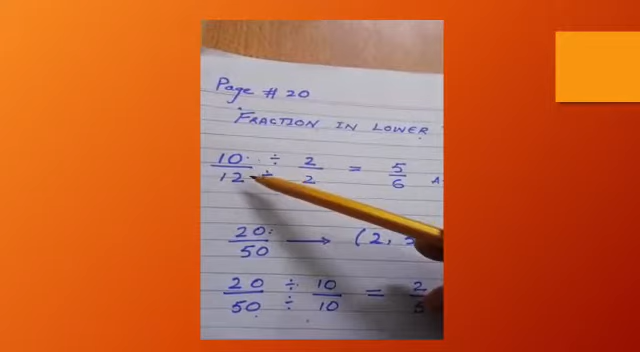 Page # 20
FRACTION IN LOWER
10 ÷ 2 = 5
12 ÷ 2 6
20 → (2,
50
20 ÷ 10 = 2
50 ÷ 10 5